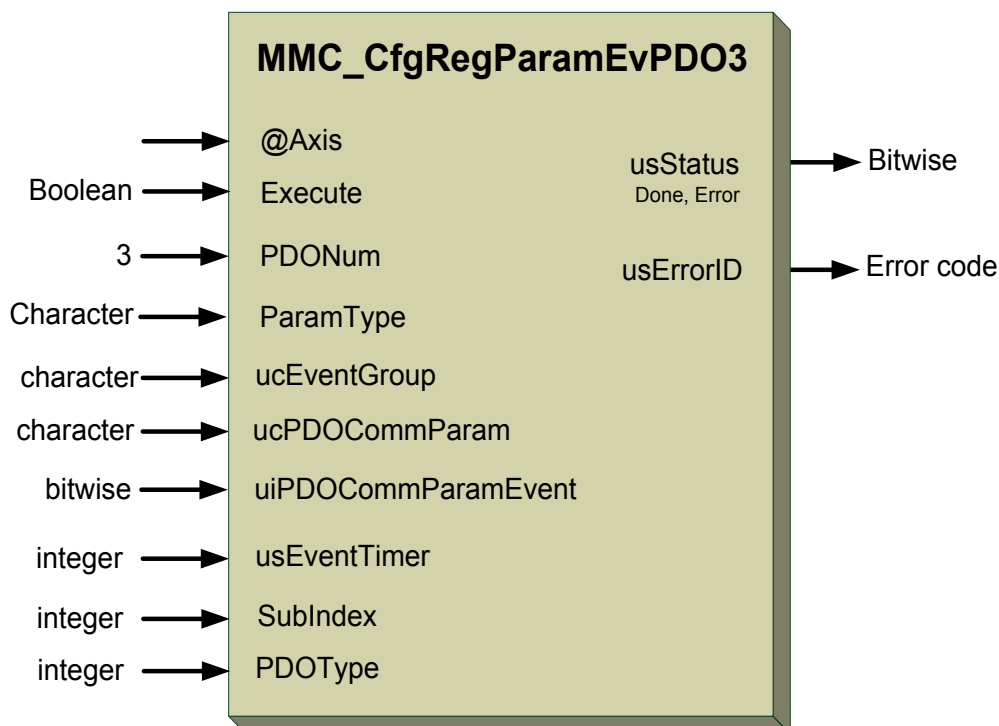 MMC_CfgRegParamEvPDO3
@Axis
usStatus Bitwise
Done, Error
Boolean Execute
3 PDONum
usErrorID Error code
Character ParamType
character ucEventGroup
character ucPDOCommParam
bitwise uiPDOCommParamEvent
integer usEventTimer
integer SubIndex
integer PDOType